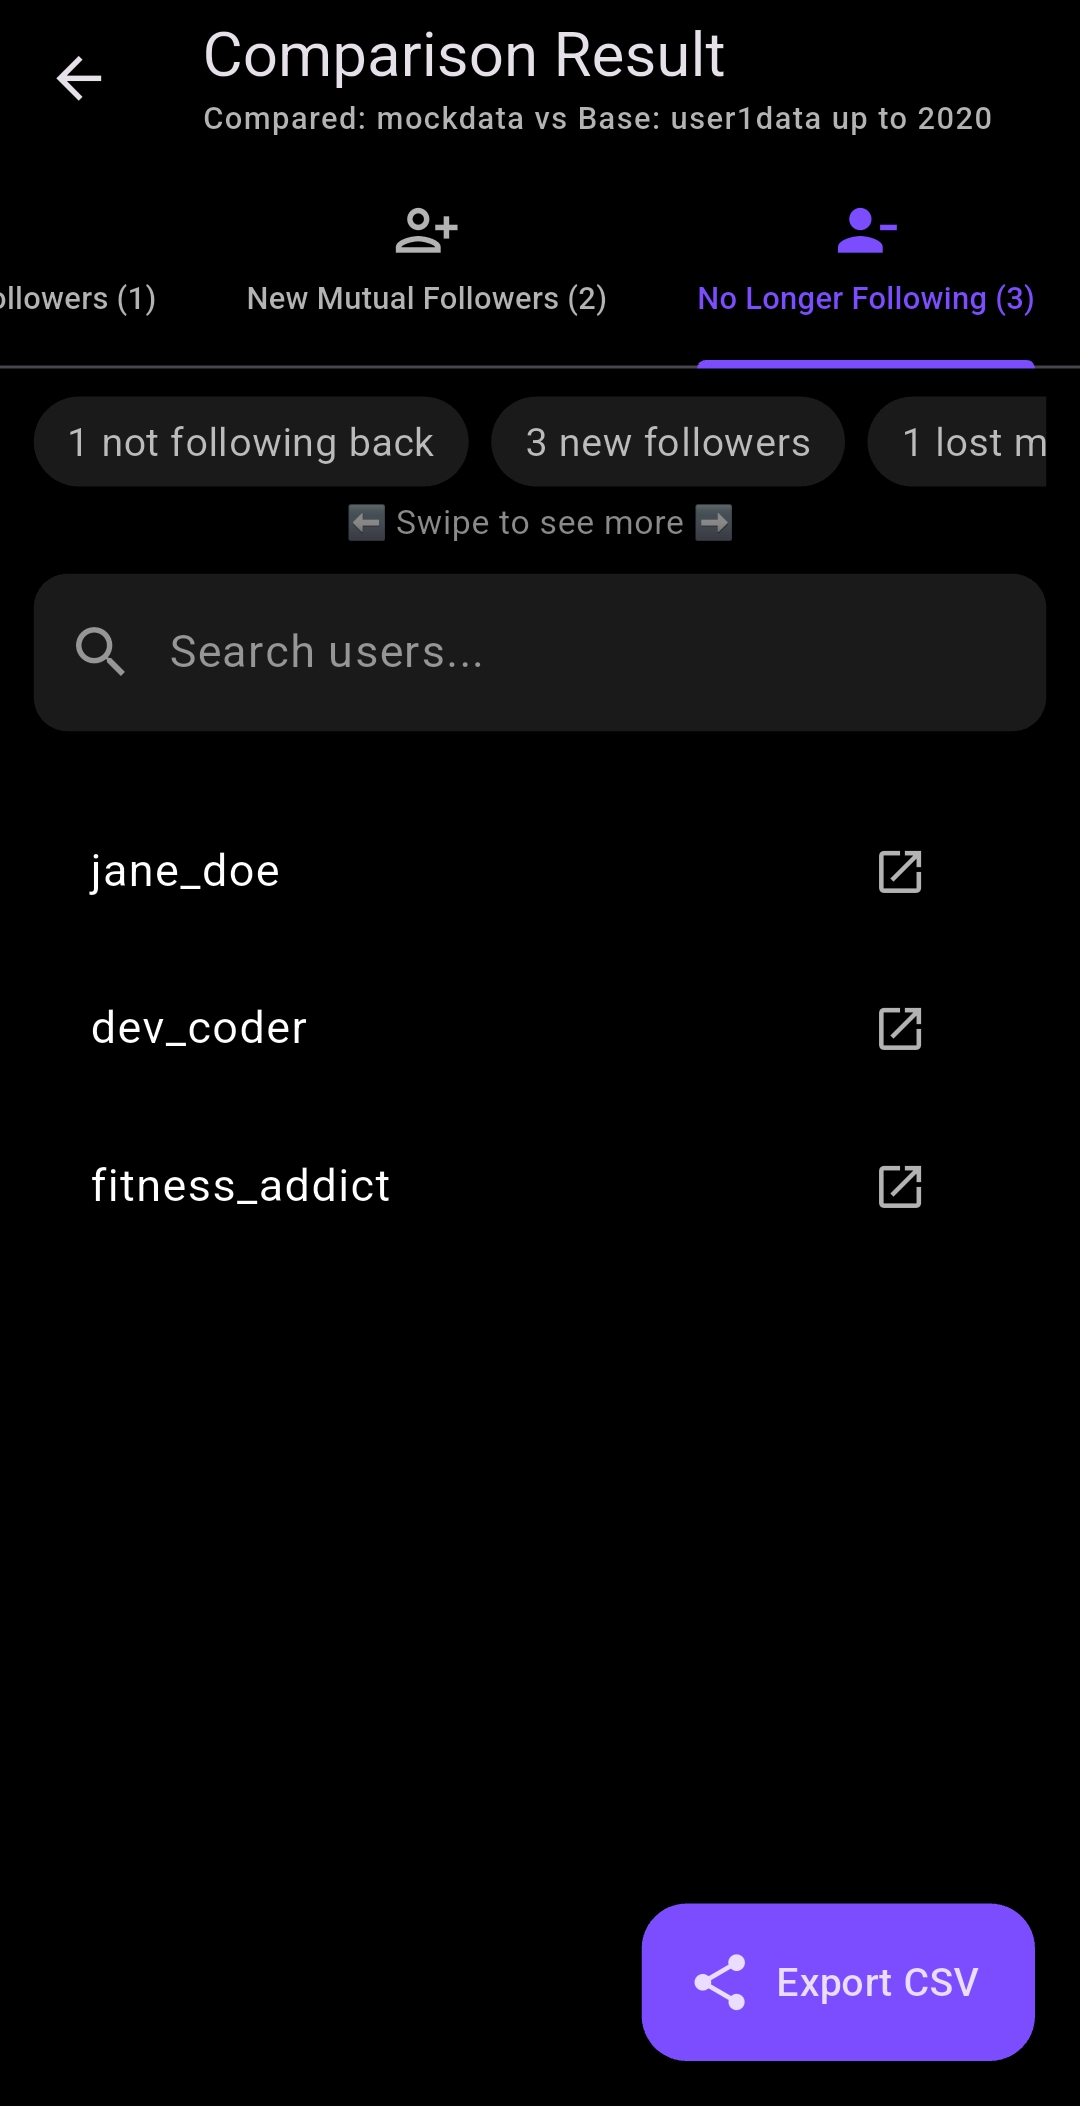 Comparison Result
Compared: mockdata vs Base: user1data up to 2020
ollowers (1)
New Mutual Followers (2)
No Longer Following (3)
1 not following back
3 new followers
1 lost m
⬅️ Swipe to see more ➡️
Search users...
jane_doe
dev_coder
fitness_addict
Export CSV